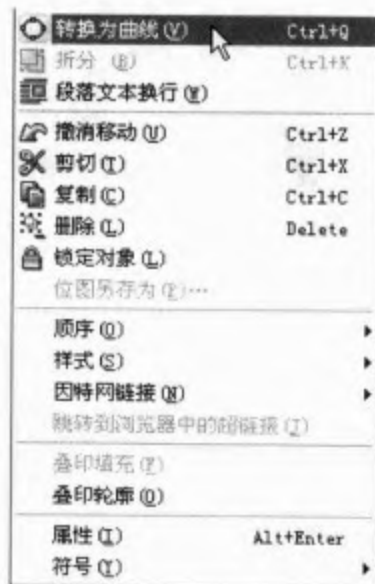 转换为曲线(V) Ctrl+Q
拆分 (B) Ctrl+K
段落文本换行(W)
撤消移动(U) Ctrl+Z
剪切(T) Ctrl+X
复制(C) Ctrl+C
删除(L) Delete
锁定对象(L)
位图另存为(P)…
顺序(O)
样式(S)
因特网链接(N)
跳转到浏览器中的超链接(J)
叠印填充(F)
叠印轮廓(O)
属性(I) Alt+Enter
符号(Y)